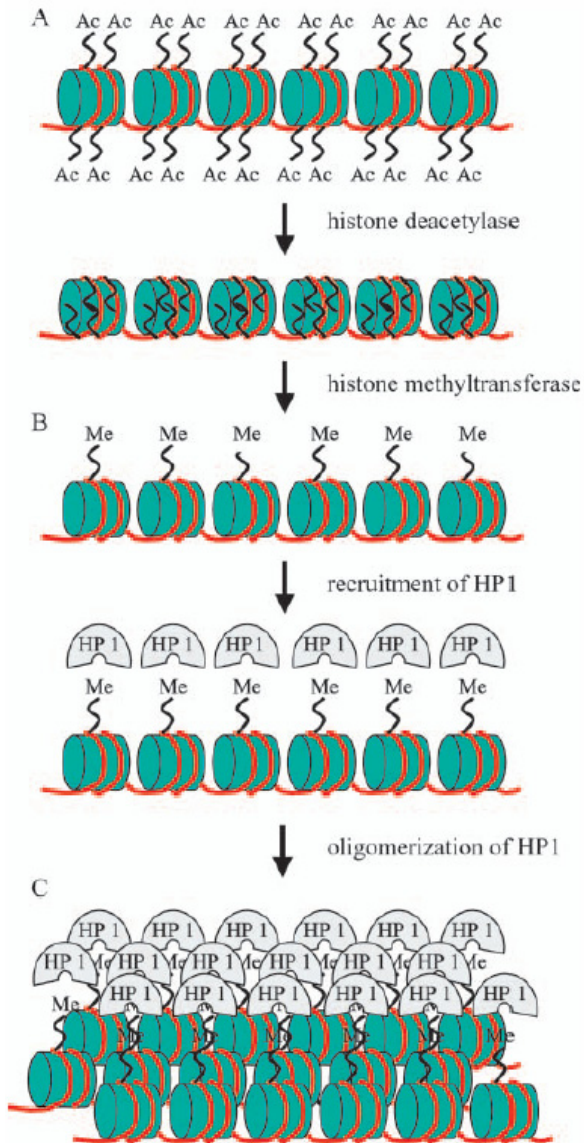 A
Ac Ac Ac Ac Ac Ac Ac Ac Ac Ac Ac Ac
Ac Ac Ac Ac Ac Ac Ac Ac Ac Ac Ac Ac
histone deacetylase
histone methyltransferase
B
Me Me Me Me Me Me
recruitment of HP1
HP 1 HP 1 HP 1 HP 1 HP 1 HP 1
Me Me Me Me Me Me
oligomerization of HP1
C
HP 1 HP 1 HP 1 HP 1 HP 1 HP 1
HP 1 HP 1 HP 1 HP 1 HP 1 HP 1
HP 1 HP 1 HP 1 HP 1 HP 1 HP 1
Me
Me Me Me Me Me Me